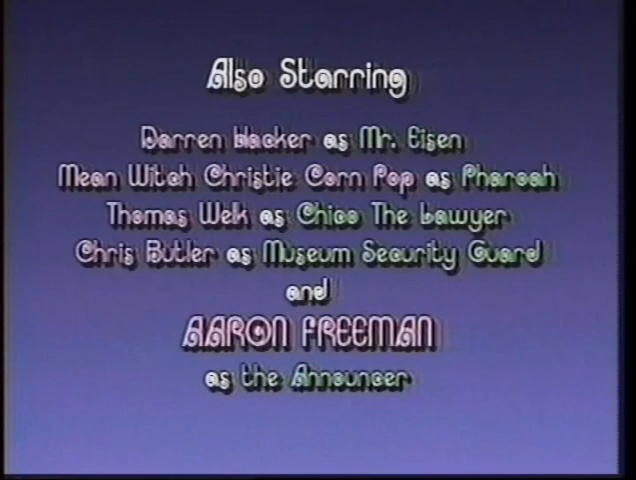 Also Starring
Darren Hacker as Mr. Eisen
Mean Witch Christie Corn Pop as Pharoah
Thomas Welk as Chico The Lawyer
Chris Butler as Museum Security Guard
and
AARON FREEMAN
as the Announcer